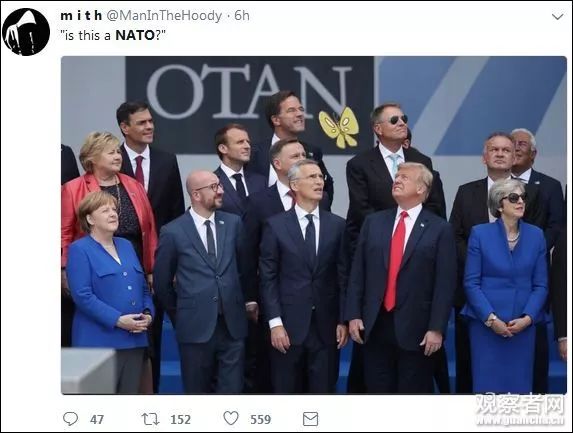 m i t h @ManInTheHoody · 6h
"is this a NATO?"
OTAN
47 152 559
观察者网
www.guancha.cn